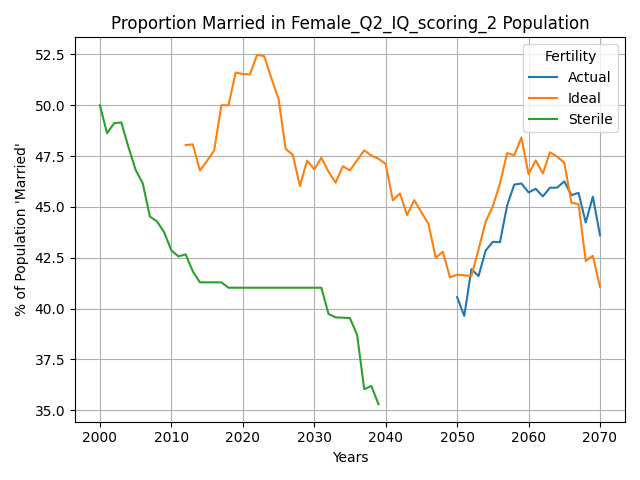 Proportion Married in Female_Q2_IQ_scoring_2 Population
% of Population 'Married'
52.5
50.0
47.5
45.0
42.5
40.0
37.5
35.0
Fertility
Actual
Ideal
Sterile
2000 2010 2020 2030 2040 2050 2060 2070
Years